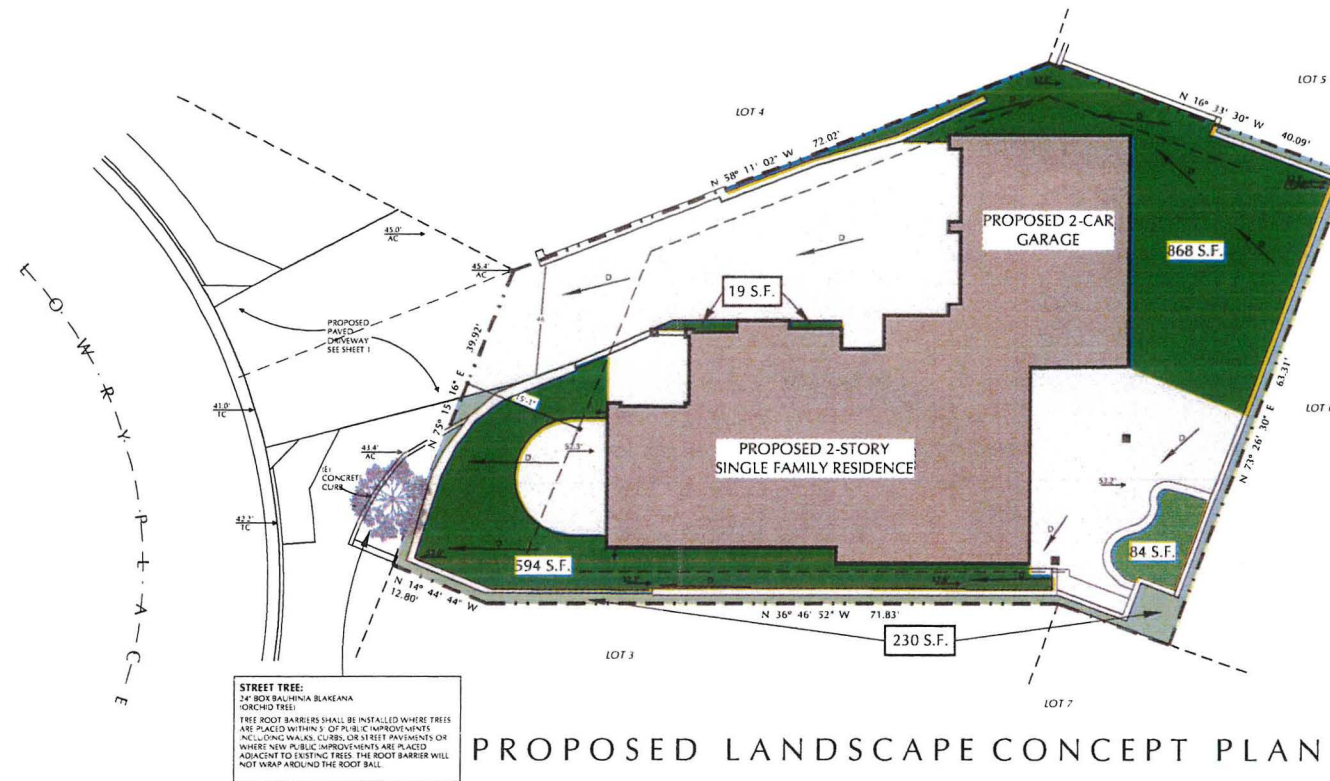 LOT 5
LOT 4
N 16° 33' 30" W
40.09'
N 58° 11' 02" W
72.02'
45.0'
AC
45.4'
AC
PROPOSED 2-CAR
GARAGE
868 S.F.
D
D
D
D
D
D
19 S.F.
LOWRY PLACE
PROPOSED
PAVED
DRIVEWAY
SEE SHEET 1
39.92'
N 75° 15' 16" E
15'-1"
63.31'
N 73° 26' 30" E
41.0'
TC
43.4'
AC
(E)
CONCRETE
CURB
D
PROPOSED 2-STORY
SINGLE FAMILY RESIDENCE
D
D
42.2'
TC
D
594 S.F.
D
D
84 S.F.
N 14° 44' 44" W
12.80'
N 36° 46' 52" W
71.83'
230 S.F.
LOT 3
LOT 7
STREET TREE:
24" BOX BAUHINIA BLAKEANA
(ORCHID TREE)
TREE ROOT BARRIERS SHALL BE INSTALLED WHERE TREES
ARE PLACED WITHIN 5' OF PUBLIC IMPROVEMENTS
INCLUDING WALKS, CURBS, OR STREET PAVEMENTS OR
WHERE NEW PUBLIC IMPROVEMENTS ARE PLACED
ADJACENT TO EXISTING TREES. THE ROOT BARRIER WILL
NOT WRAP AROUND THE ROOT BALL.
PROPOSED LANDSCAPE CONCEPT PLAN